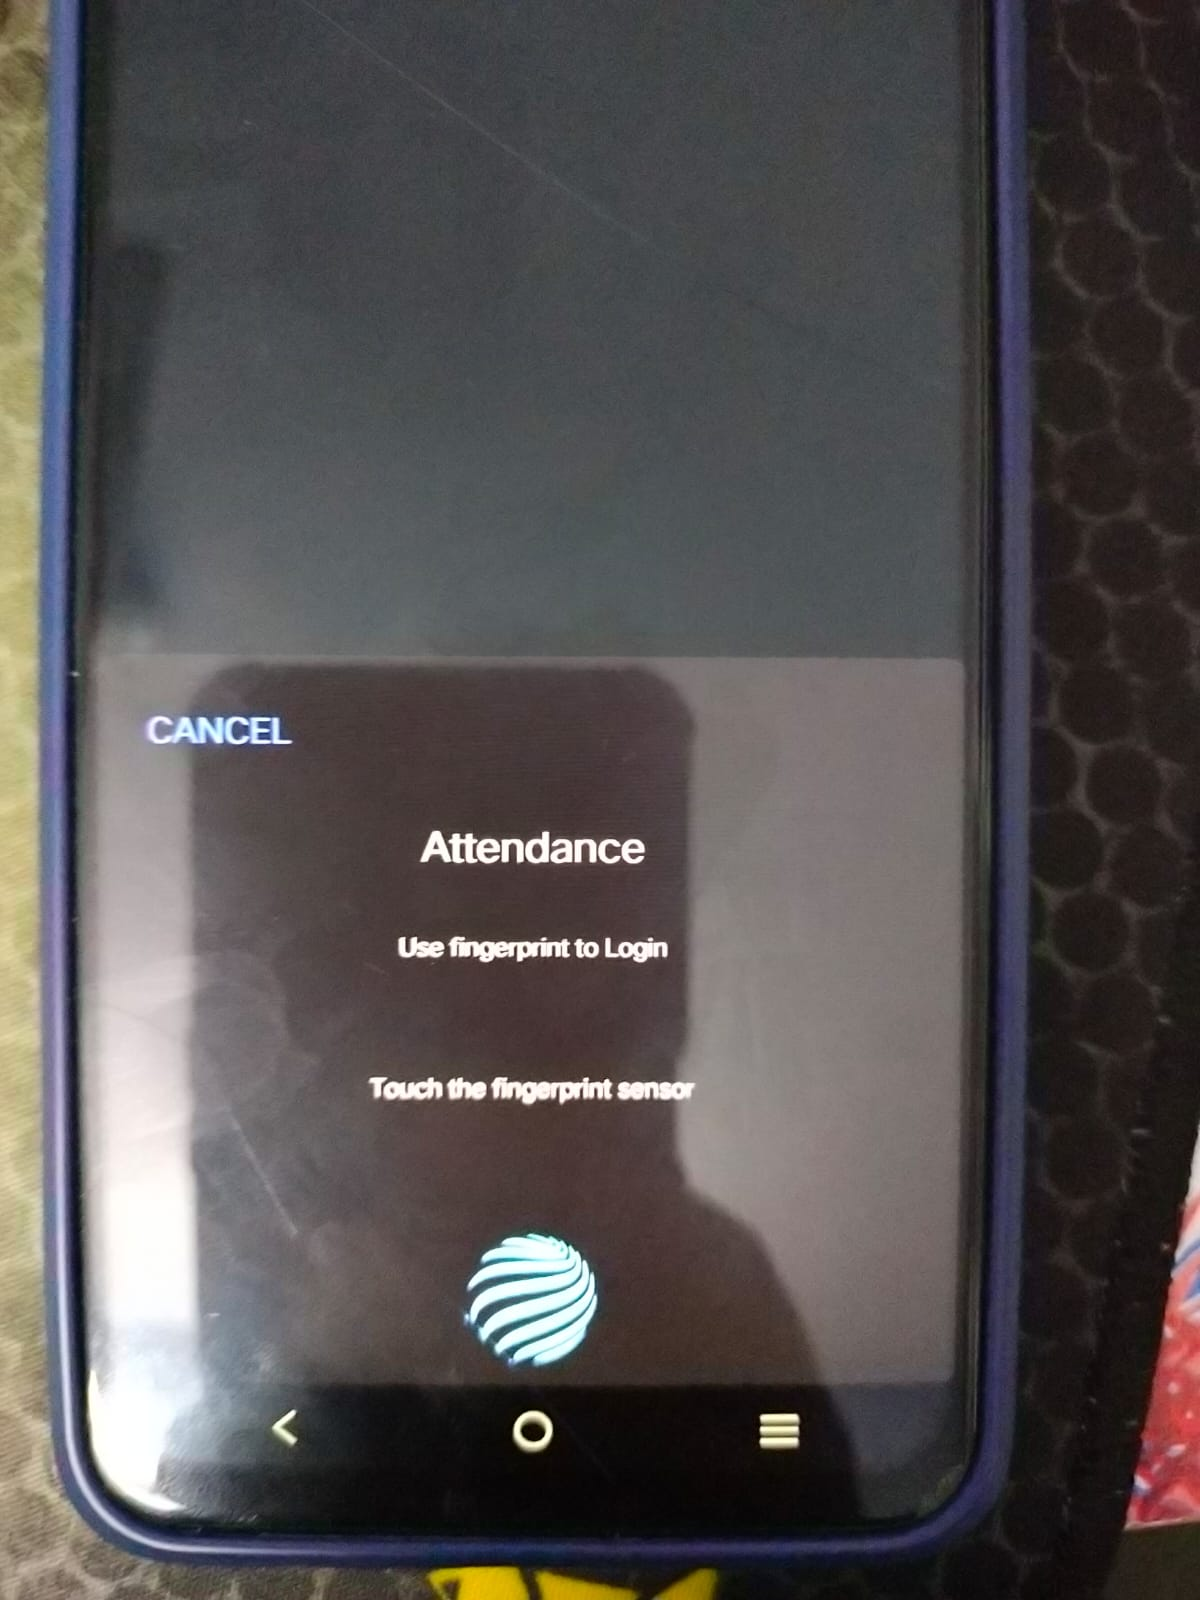 CANCEL
Attendance
Use fingerprint to Login
Touch the fingerprint sensor